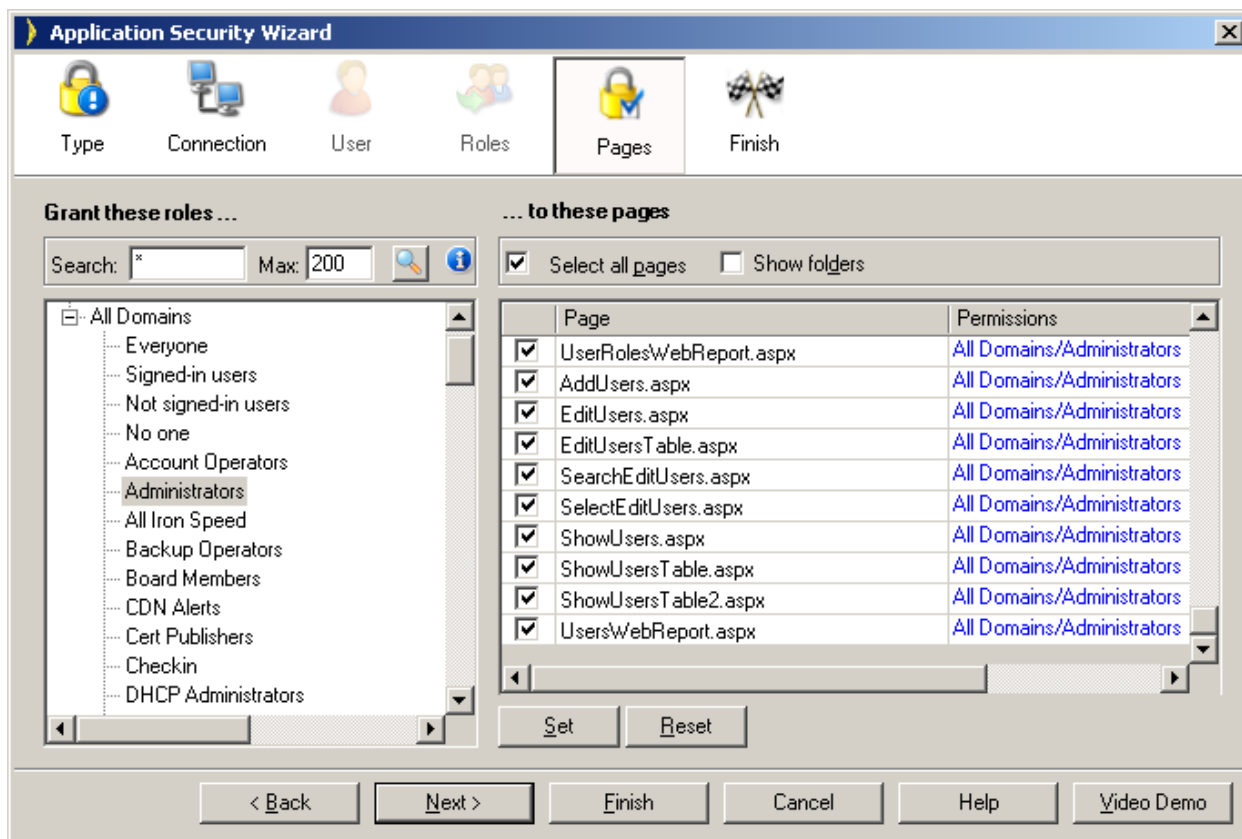 Application Security Wizard
Type Connection User Roles Pages Finish
Grant these roles ... ... to these pages
Search: * Max: 200 Select all pages Show folders
All Domains
Everyone
Signed-in users
Not signed-in users
No one
Account Operators
Administrators
All Iron Speed
Backup Operators
Board Members
CDN Alerts
Cert Publishers
Checkin
DHCP Administrators
Page Permissions
UserRolesWebReport.aspx All Domains/Administrators
AddUsers.aspx All Domains/Administrators
EditUsers.aspx All Domains/Administrators
EditUsersTable.aspx All Domains/Administrators
SearchEditUsers.aspx All Domains/Administrators
SelectEditUsers.aspx All Domains/Administrators
ShowUsers.aspx All Domains/Administrators
ShowUsersTable.aspx All Domains/Administrators
ShowUsersTable2.aspx All Domains/Administrators
UsersWebReport.aspx All Domains/Administrators
Set Reset
< Back Next > Finish Cancel Help Video Demo